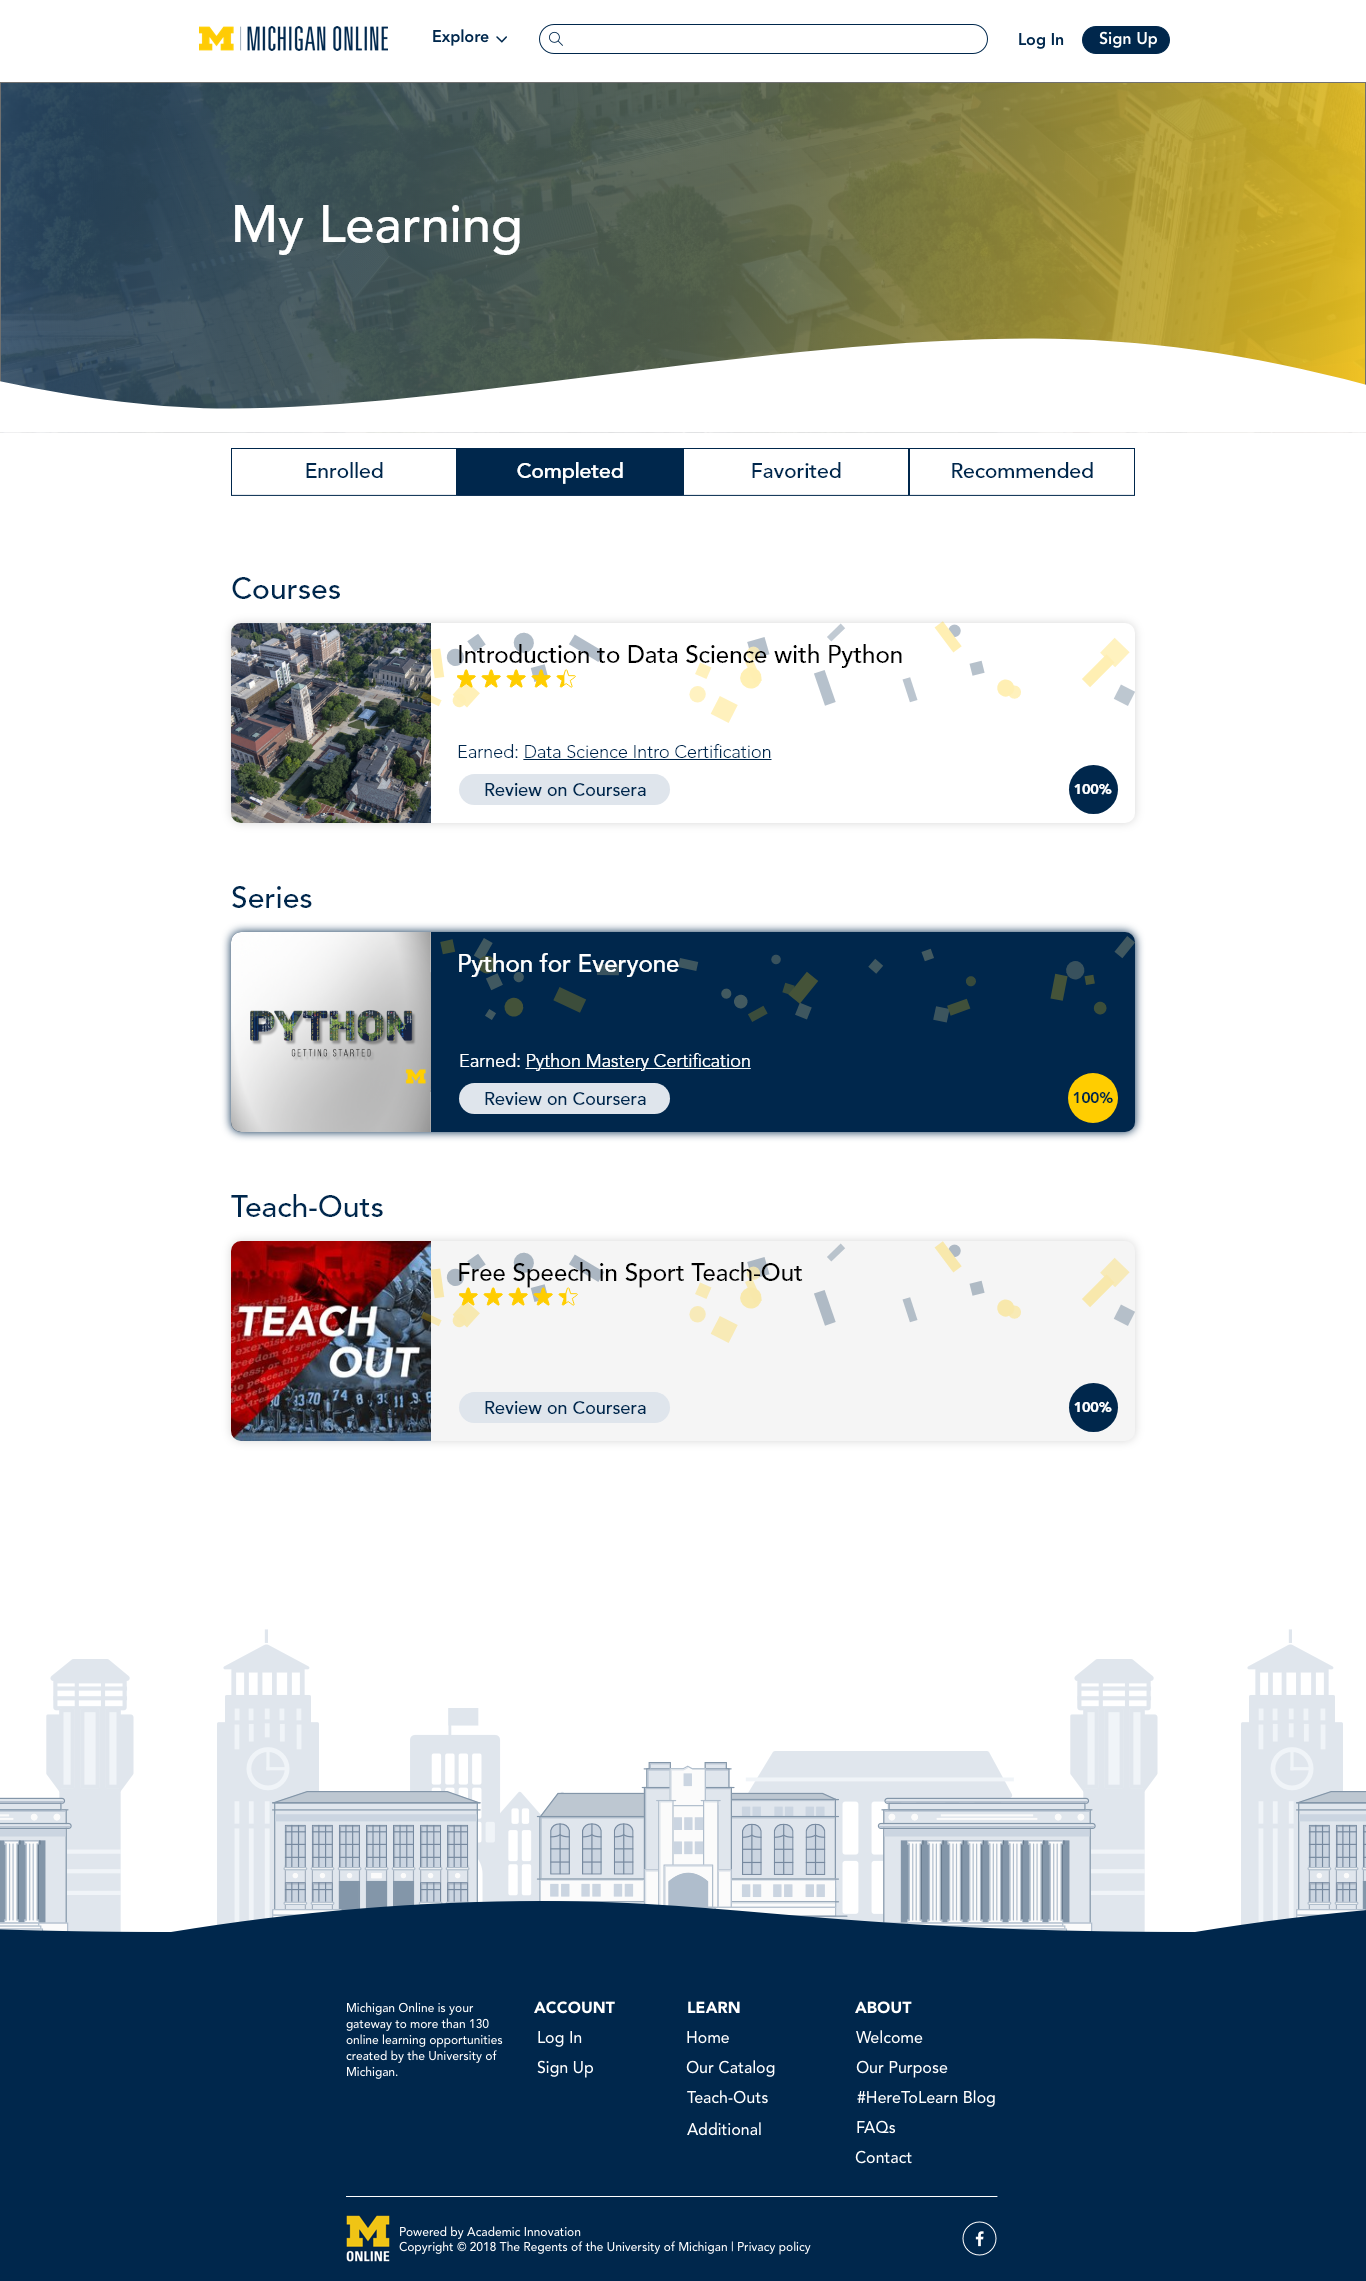 M | MICHIGAN ONLINE
Explore
Log In
Sign Up
My Learning
Enrolled
Completed
Favorited
Recommended
Courses
Introduction to Data Science with Python
Earned: Data Science Intro Certification
Review on Coursera
100%
Series
PYTHON
GETTING STARTED
M
Python for Everyone
Earned: Python Mastery Certification
Review on Coursera
100%
Teach-Outs
TEACH
OUT
Free Speech in Sport Teach-Out
Review on Coursera
100%
Michigan Online is your
gateway to more than 130
online learning opportunities
created by the University of
Michigan.
ACCOUNT
Log In
Sign Up
LEARN
Home
Our Catalog
Teach-Outs
Additional
ABOUT
Welcome
Our Purpose
#HereToLearn Blog
FAQs
Contact
M
ONLINE
Powered by Academic Innovation
Copyright © 2018 The Regents of the University of Michigan | Privacy policy
f